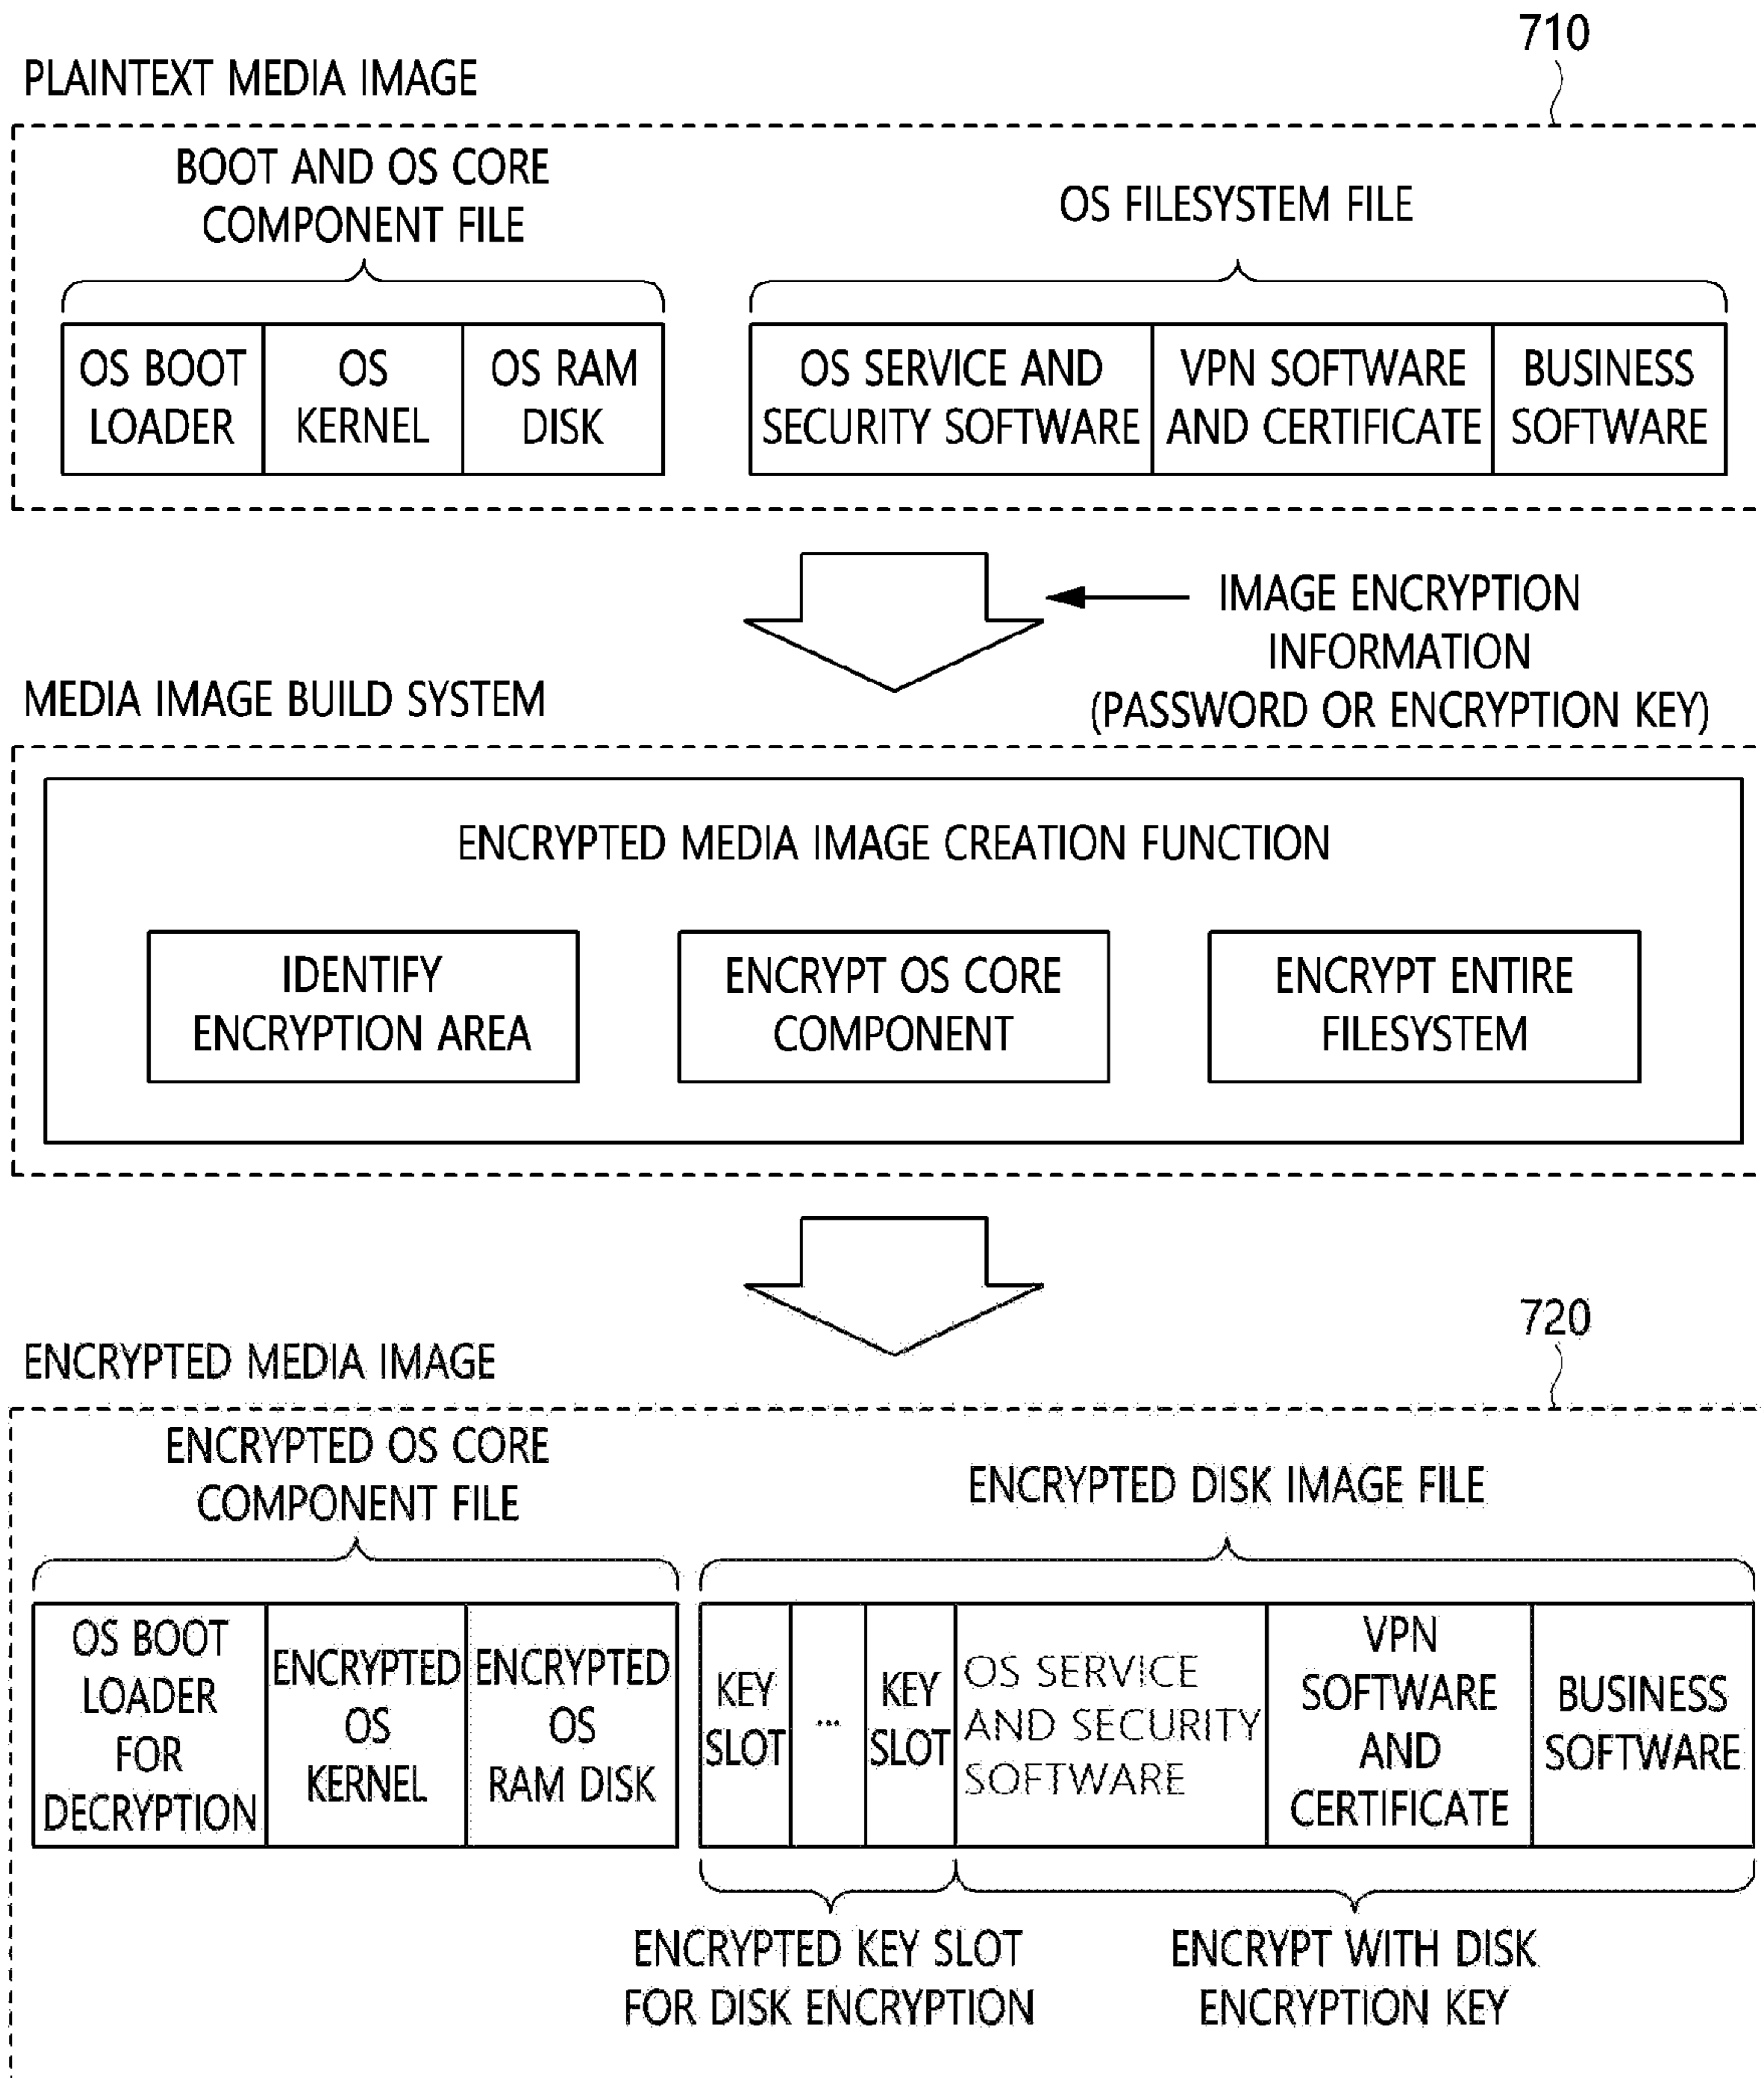 710
PLAINTEXT MEDIA IMAGE
BOOT AND OS CORE
COMPONENT FILE
OS FILESYSTEM FILE
OS BOOT
LOADER
OS
KERNEL
OS RAM
DISK
OS SERVICE AND
SECURITY SOFTWARE
VPN SOFTWARE
AND CERTIFICATE
BUSINESS
SOFTWARE
IMAGE ENCRYPTION
INFORMATION
(PASSWORD OR ENCRYPTION KEY)
MEDIA IMAGE BUILD SYSTEM
ENCRYPTED MEDIA IMAGE CREATION FUNCTION
IDENTIFY
ENCRYPTION AREA
ENCRYPT OS CORE
COMPONENT
ENCRYPT ENTIRE
FILESYSTEM
720
ENCRYPTED MEDIA IMAGE
ENCRYPTED OS CORE
COMPONENT FILE
ENCRYPTED DISK IMAGE FILE
OS BOOT
LOADER
FOR
DECRYPTION
ENCRYPTED
OS
KERNEL
ENCRYPTED
OS
RAM DISK
KEY
SLOT
...
KEY
SLOT
OS SERVICE
AND SECURITY
SOFTWARE
VPN
SOFTWARE
AND
CERTIFICATE
BUSINESS
SOFTWARE
ENCRYPTED KEY SLOT
FOR DISK ENCRYPTION
ENCRYPT WITH DISK
ENCRYPTION KEY